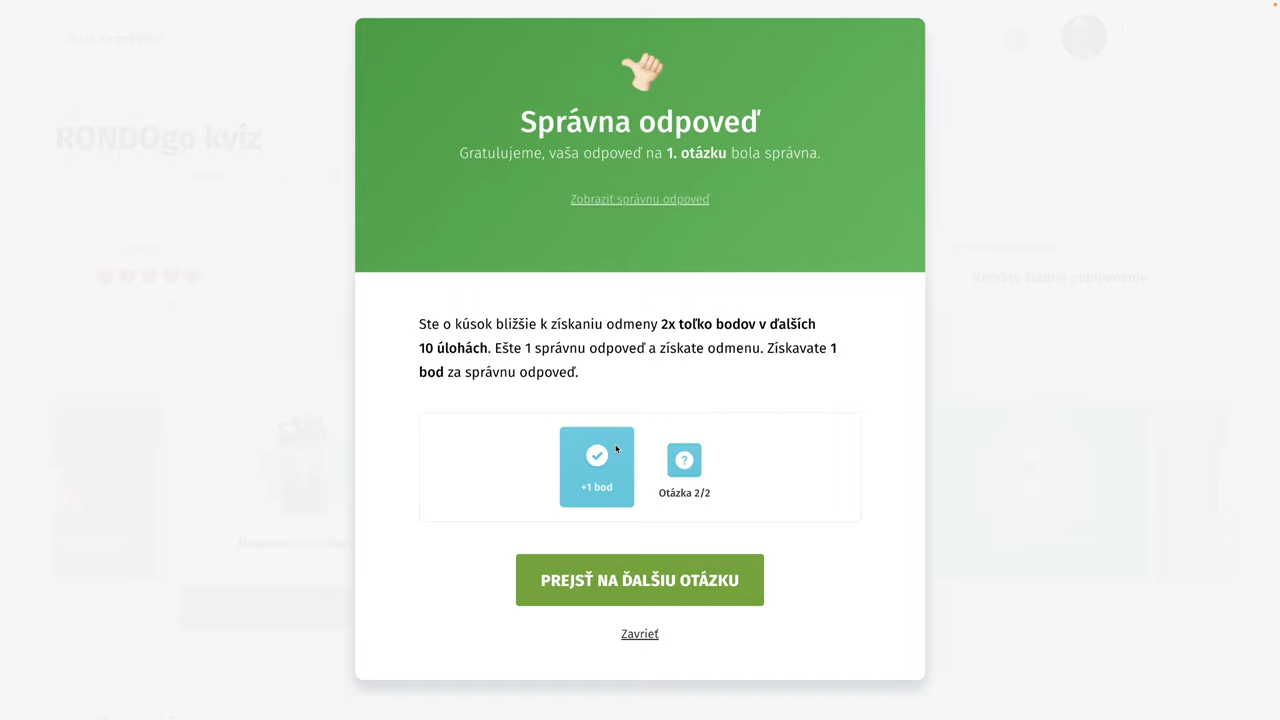 RONDOgo kvíz
Správna odpoveď
Gratulujeme, vaša odpoveď na 1. otázku bola správna.
Zobraziť správnu odpoveď
Ste o kúsok bližšie k získaniu odmeny 2x toľko bodov v ďalších
10 úlohách. Ešte 1 správnu odpoveď a získate odmenu. Získavate 1
bod za správnu odpoveď.
+1 bod
?
Otázka 2/2
PREJSŤ NA ĎALŠIU OTÁZKU
Zavrieť